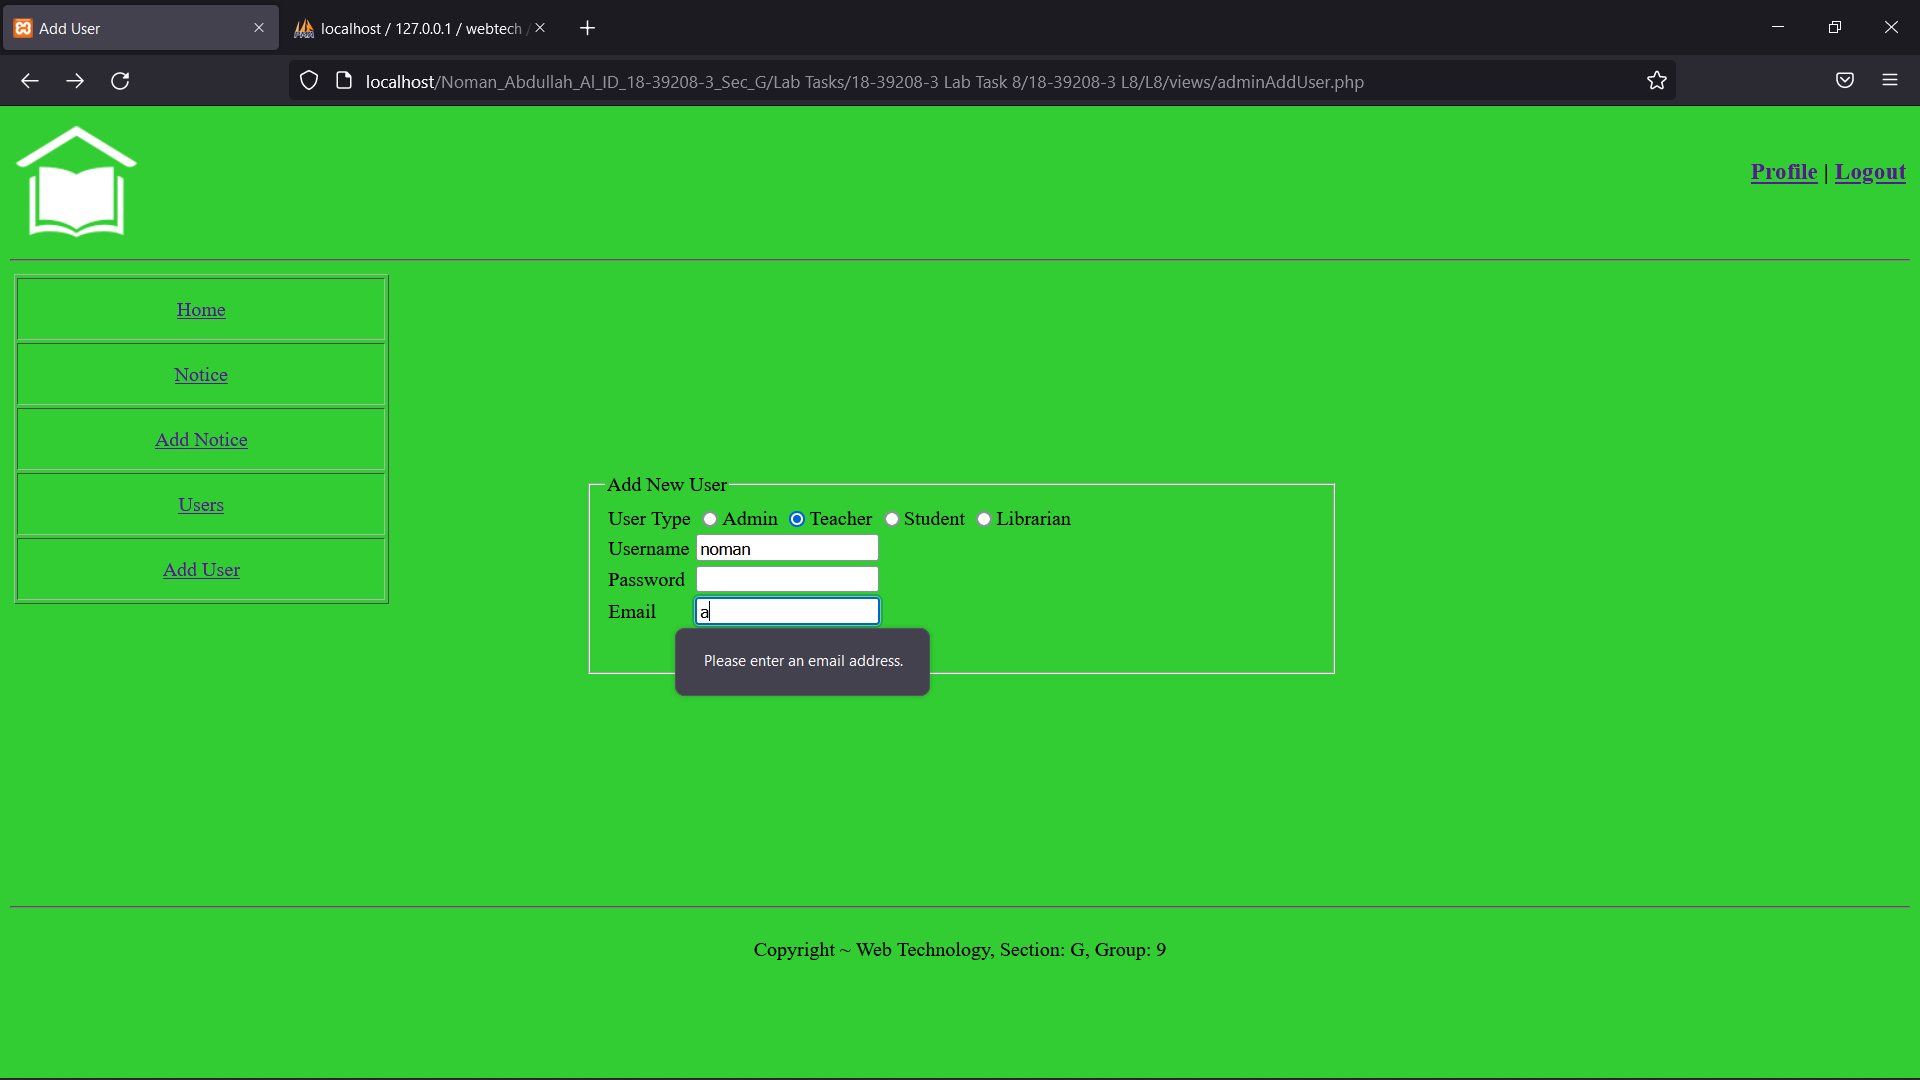 Add User
localhost / 127.0.0.1 / webtech /
localhost/Noman_Abdullah_Al_ID_18-39208-3_Sec_G/Lab Tasks/18-39208-3 Lab Task 8/18-39208-3 L8/L8/views/adminAddUser.php
Profile | Logout
Home
Notice
Add Notice
Users
Add User
Add New User
User Type Admin Teacher Student Librarian
Username noman
Password
Email a
Please enter an email address.
Copyright ~ Web Technology, Section: G, Group: 9